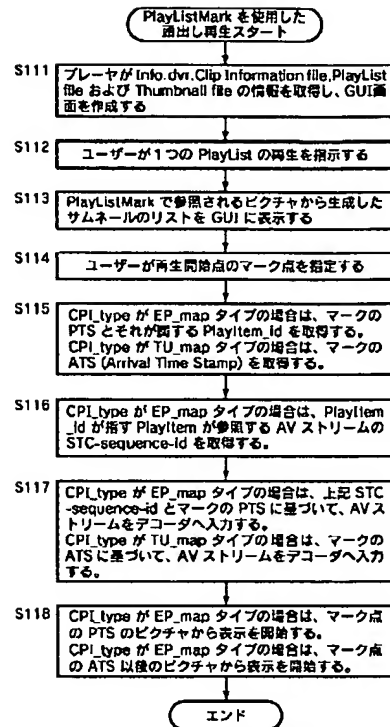 PlayListMark を使用した
頭出し再生スタート
S111
プレーヤが Info.dvr,Clip Information file,PlayList
file および Thumbnail file の情報を取得し、GUI画
面を作成する
S112
ユーザーが1つの PlayList の再生を指示する
S113
PlayListMark で参照されるピクチャから生成した
サムネールのリストを GUI に表示する
S114
ユーザーが再生開始点のマーク点を指定する
S115
CPI_type が EP_map タイプの場合は、マークの
PTS とそれが関する PlayItem_id を取得する。
CPI_type が TU_map タイプの場合は、マークの
ATS (Arrival Time Stamp) を取得する。
S116
CPI_type が EP_map タイプの場合は、PlayItem
_id が指す PlayItem が参照する AV ストリームの
STC-sequence-id を取得する。
S117
CPI_type が EP_map タイプの場合は、上記 STC
-sequence-id とマークの PTS に基づいて、AVス
トリームをデコーダへ入力する。
CPI_type が TU_map タイプの場合は、マークの
ATS に基づいて、AV ストリームをデコーダへ入力
する。
S118
CPI_type が EP_map タイプの場合は、マーク点
の PTS のピクチャから表示を開始する。
CPI_type が EP_map タイプの場合は、マーク点
の ATS 以後のピクチャから表示を開始する。
エンド